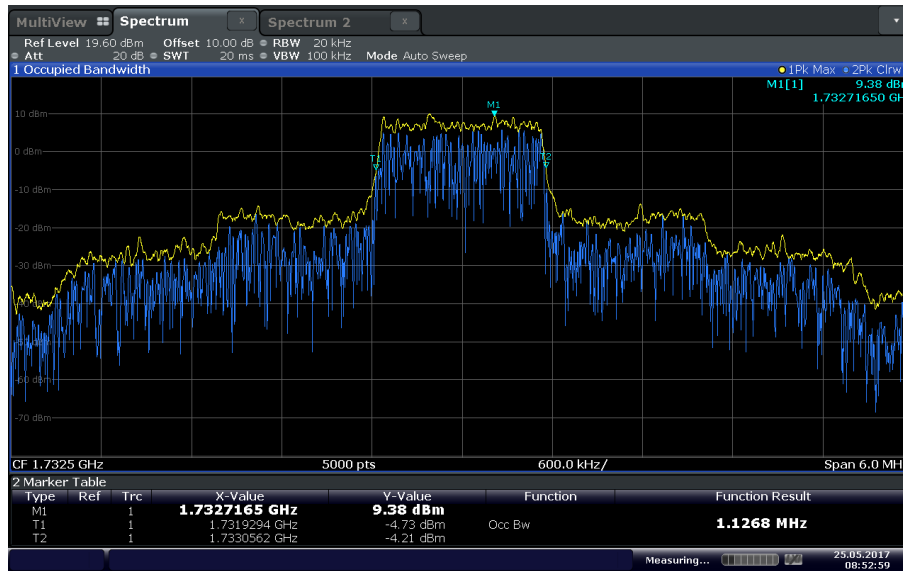 MultiView Spectrum x Spectrum 2 x
Ref Level 19.60 dBm Offset 10.00 dB RBW 20 kHz
Att 20 dB SWT 20 ms VBW 100 kHz Mode Auto Sweep
1 Occupied Bandwidth 1Pk Max 2Pk Clrw
M1[1] 9.38 dBm
1.73271650 GH
M1
10 dBm
0 dBm
T1 T2
-10 dBm
-20 dBm
-30 dBm
-60 dBm
-70 dBm
CF 1.7325 GHz 5000 pts 600.0 kHz/ Span 6.0 MH
2 Marker Table
Type Ref Trc X-Value Y-Value Function Function Result
M1 1 1.7327165 GHz 9.38 dBm
T1 1 1.7319294 GHz -4.73 dBm Occ Bw 1.1268 MHz
T2 1 1.7330562 GHz -4.21 dBm
Measuring... 25.05.2017
08:52:59